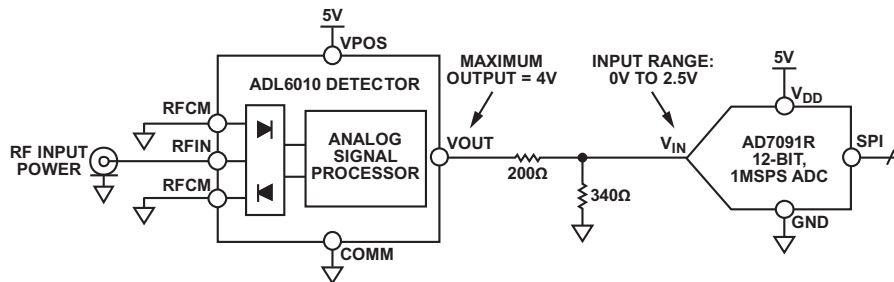 5V
VPOS
ADL6010 DETECTOR
MAXIMUM
OUTPUT = 4V
INPUT RANGE:
0V TO 2.5V
5V
VDD
RFCM
RFIN
RFCM
RF INPUT
POWER
ANALOG
SIGNAL
PROCESSOR
VOUT
200Ω
340Ω
VIN
AD7091R
12-BIT,
1MSPS ADC
SPI
GND
COMM